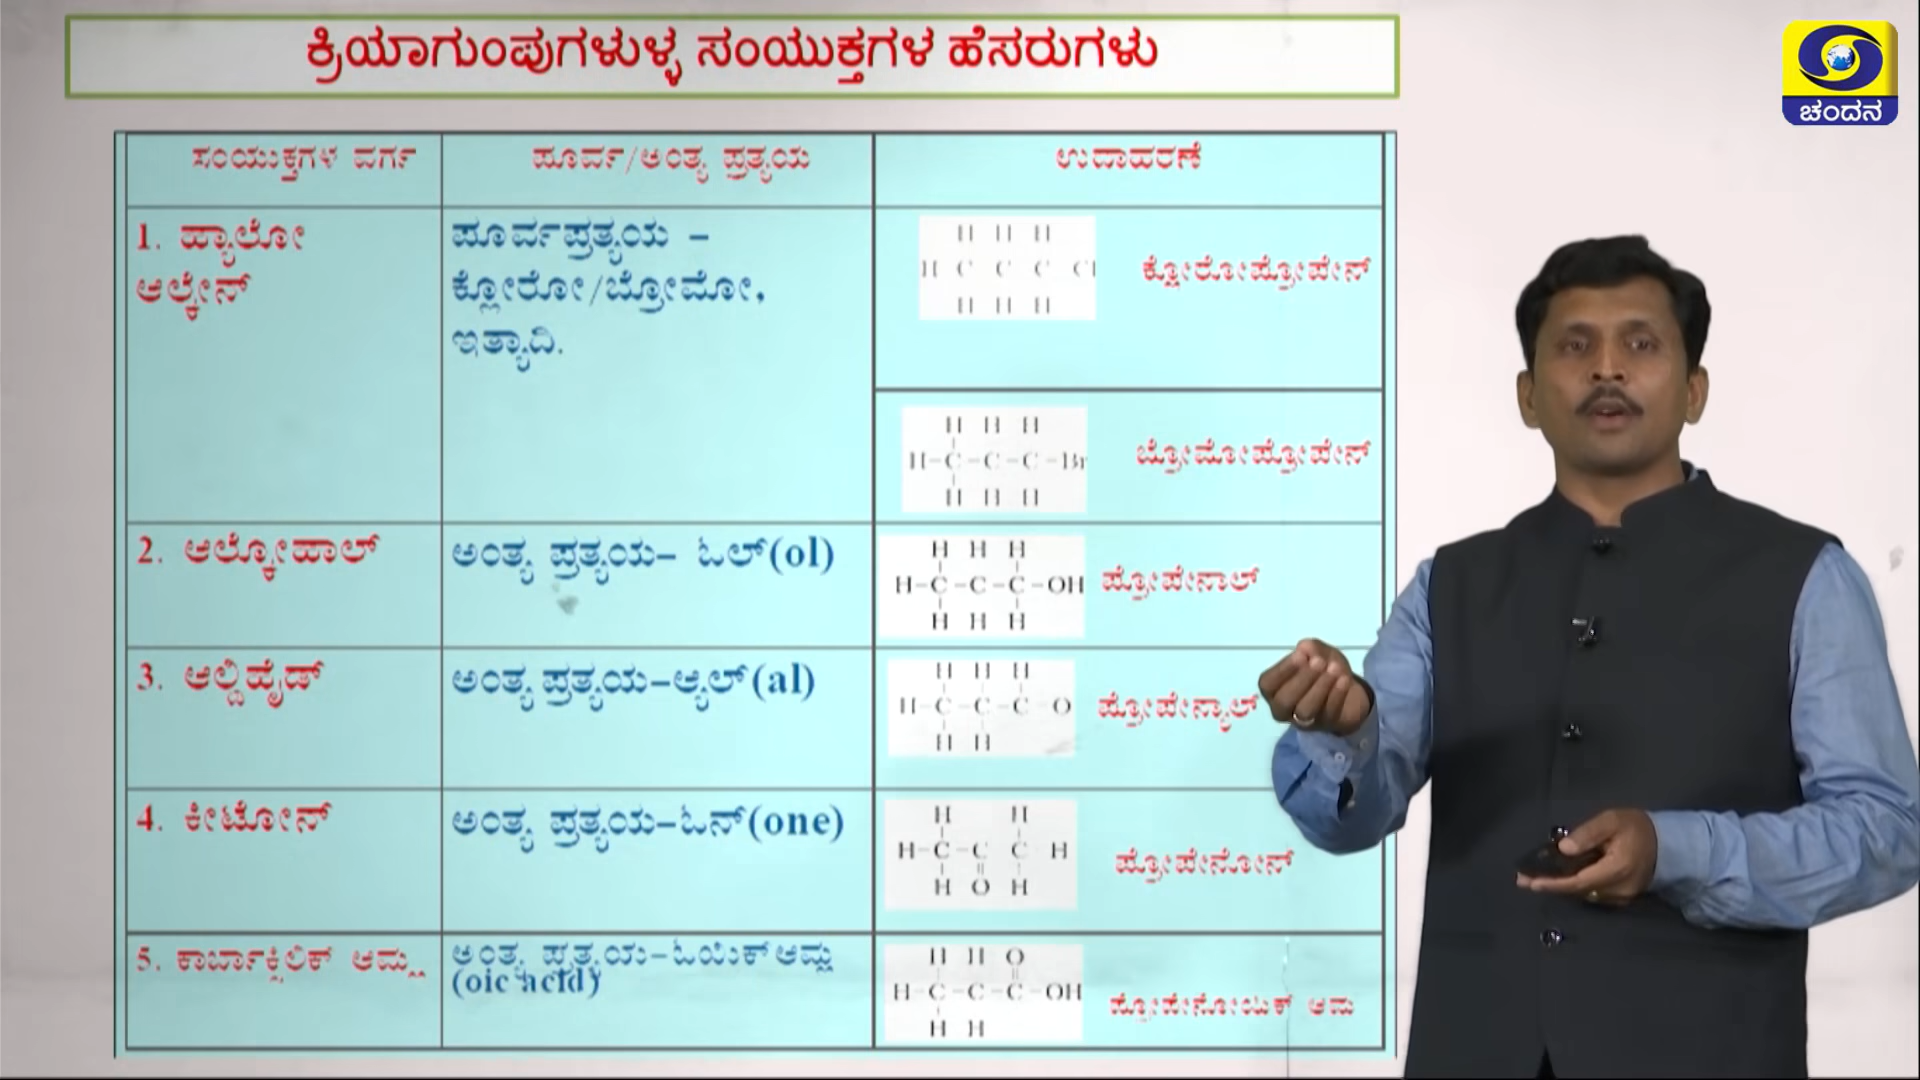 ಕ್ರಿಯಾಗುಂಪುಗಳುಳ್ಳ ಸಂಯುಕ್ತಗಳ ಹೆಸರುಗಳು
ಚಂದನ
ಸಂಯುಕ್ತಗಳ ವರ್ಗ
ಪೂರ್ವ/ಅಂತ್ಯ ಪ್ರತ್ಯಯ
ಉದಾಹರಣೆ
1. ಹ್ಯಾಲೋ
ಆಲ್ಕೇನ್
ಪೂರ್ವಪ್ರತ್ಯಯ –
ಕ್ಲೋರೋ/ಬ್ರೋಮೋ,
ಇತ್ಯಾದಿ.
H H H
H C C C Cl
H H H
ಕ್ಲೋರೋಪ್ರೋಪೇನ್
H H H
H-C-C-C-Br
H H H
ಬ್ರೋಮೋಪ್ರೋಪೇನ್
2. ಆಲ್ಕೋಹಾಲ್
ಅಂತ್ಯ ಪ್ರತ್ಯಯ– ಓಲ್(ol)
H H H
H-C-C-C-OH
H H H
ಪ್ರೋಪೇನಾಲ್
3. ಆಲ್ಡಿಹೈಡ್
ಅಂತ್ಯ ಪ್ರತ್ಯಯ–ಆ್ಯಲ್(al)
H H H
H-C-C-C O
H H
ಪ್ರೋಪೇನ್ಯಾಲ್
4. ಕೀಟೋನ್
ಅಂತ್ಯ ಪ್ರತ್ಯಯ–ಓನ್(one)
H H
H-C-C C H
H O H
ಪ್ರೋಪೇನೋನ್
5. ಕಾರ್ಬಾಕ್ಸಿಲಿಕ್ ಆಮ್ಲ
ಅಂತ್ಯ ಪ್ರತ್ಯಯ–ಓಯಿಕ್ ಆಮ್ಲ
(oic acid)
H H O
H-C-C-C-OH
H H
ಪ್ರೋಪೇನೋಯಿಕ್ ಆಮ್ಲ